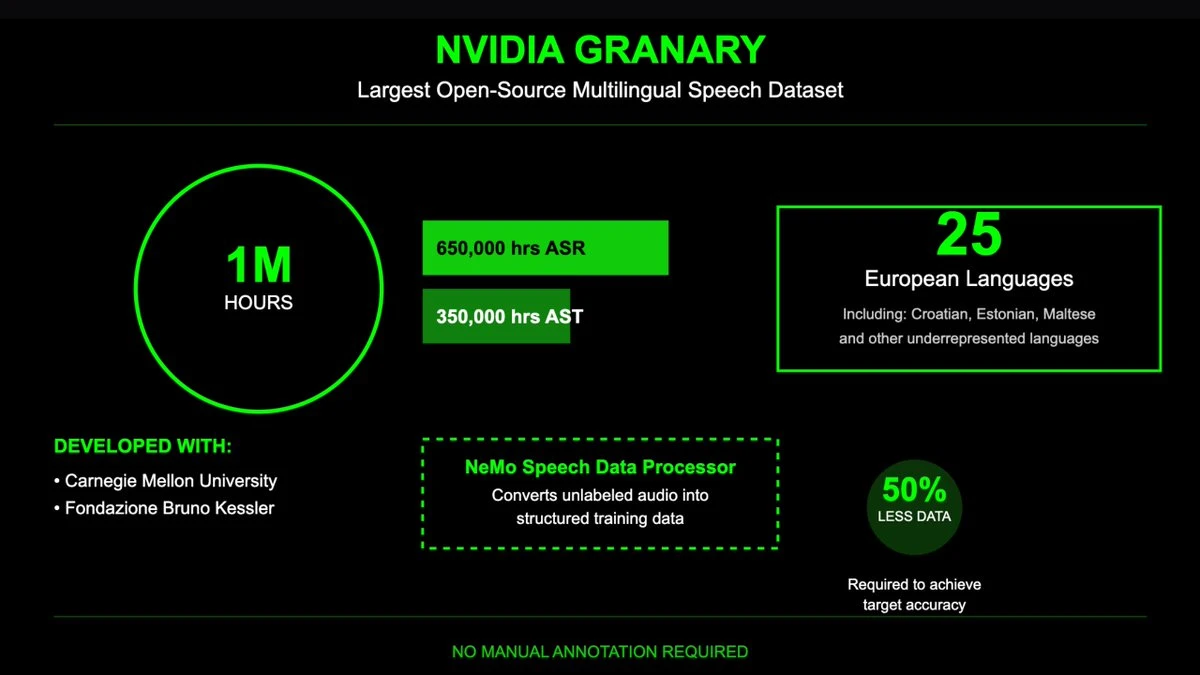 NVIDIA GRANARY
Largest Open-Source Multilingual Speech Dataset
1M
HOURS
650,000 hrs ASR
350,000 hrs AST
25
European Languages
Including: Croatian, Estonian, Maltese
and other underrepresented languages
DEVELOPED WITH:
• Carnegie Mellon University
• Fondazione Bruno Kessler
NeMo Speech Data Processor
Converts unlabeled audio into
structured training data
50%
LESS DATA
Required to achieve
target accuracy
NO MANUAL ANNOTATION REQUIRED